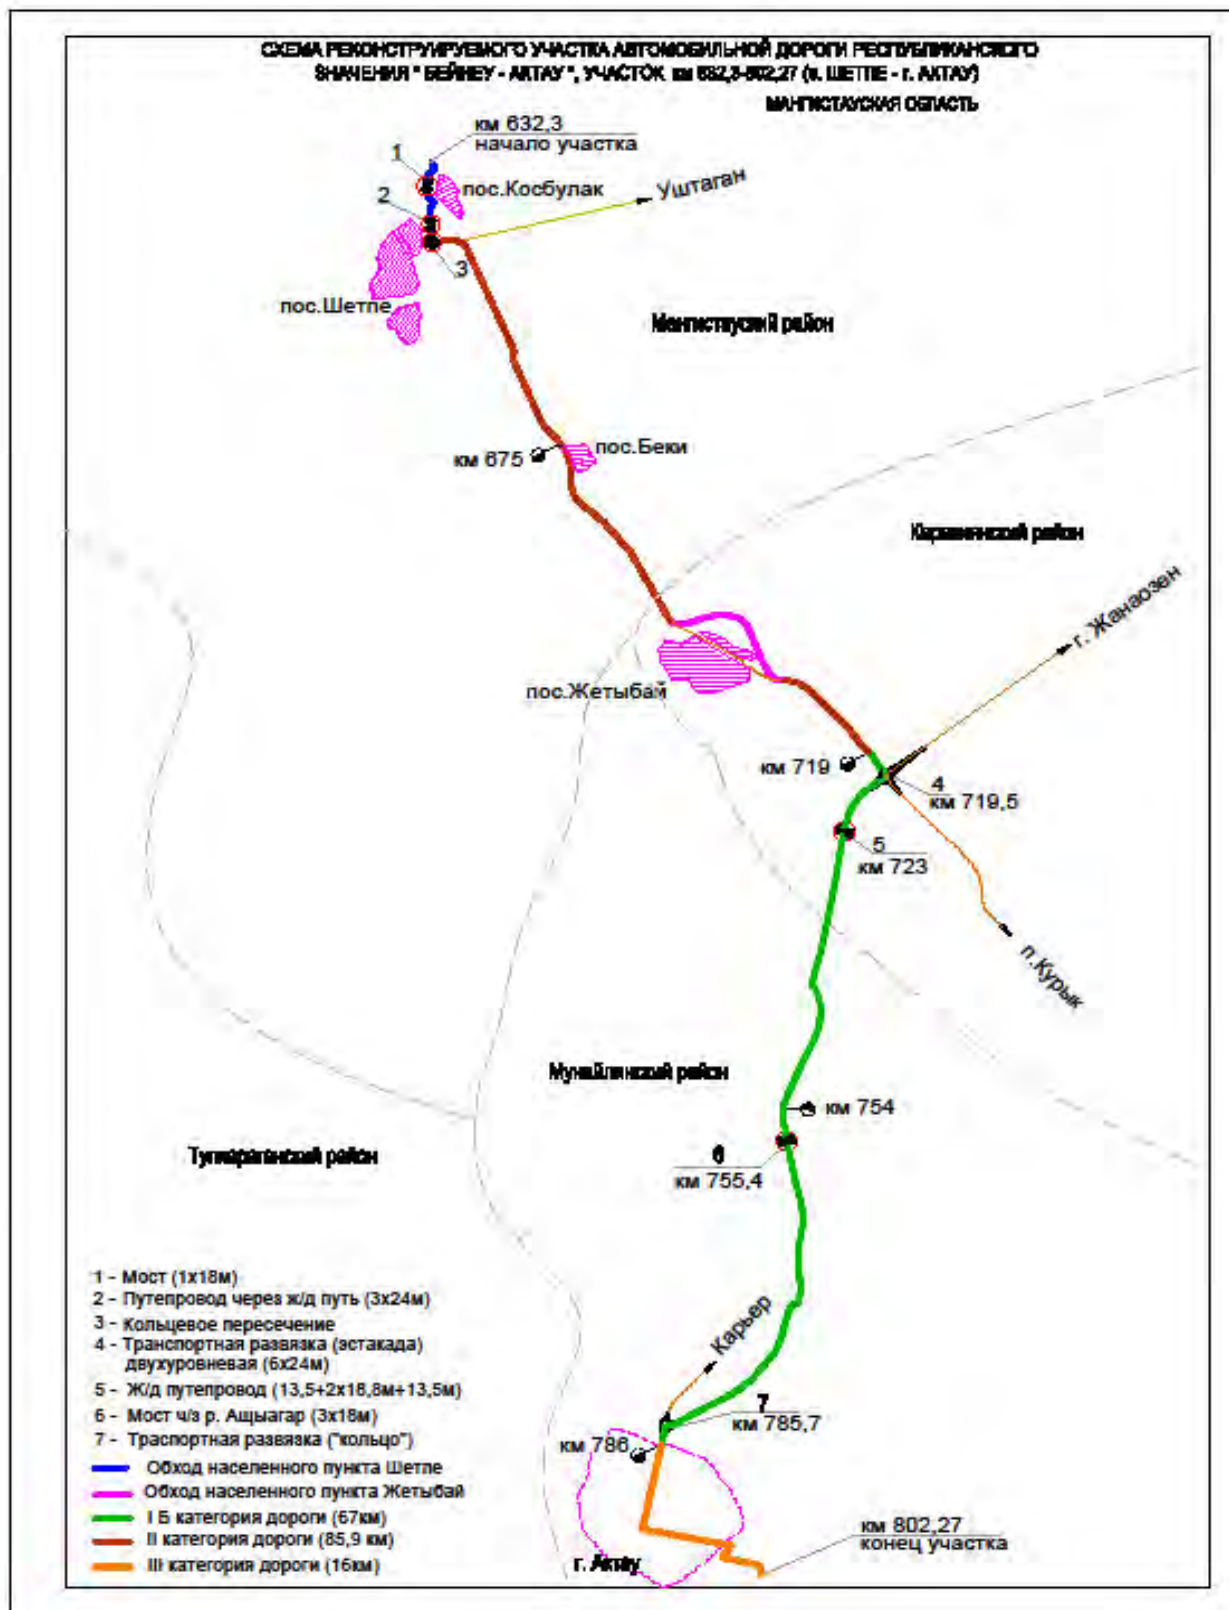 СХЕМА РЕКОНСТРУИРУЕМОГО УЧАСТКА АВТОМОБИЛЬНОЙ ДОРОГИ РЕСПУБЛИКАНСКОГО
ЗНАЧЕНИЯ " БЕЙНЕУ - АКТАУ ", УЧАСТОК км 632,3-802,27 (п. ШЕТПЕ - г. АКТАУ)
МАНГИСТАУСКАЯ ОБЛАСТЬ
км 632,3
начало участка
1
пос.Косбулак
Уштаган
2
3
пос.Шетпе
Мангистауский район
пос.Беки
км 675
Каракиянский район
г. Жанаозен
пос.Жетыбай
км 719
4
км 719,5
5
км 723
п.Курык
Мунайлинский район
км 754
6
км 755,4
Тупкараганский район
1 - Мост (1х18м)
2 - Путепровод через ж/д путь (3х24м)
3 - Кольцевое пересечение
4 - Транспортная развязка (эстакада)
двухуровневая (6х24м)
5 - Ж/д путепровод (13,5+2х18,8м+13,5м)
6 - Мост ч/з р. Ащыагар (3х18м)
7 - Траспортная развязка ("кольцо")
Обход населенного пункта Шетпе
Обход населенного пункта Жетыбай
I Б категория дороги (67км)
II категория дороги (85,9 км)
III категория дороги (16км)
Карьер
7
км 785,7
км 786
км 802,27
конец участка
г. Актау